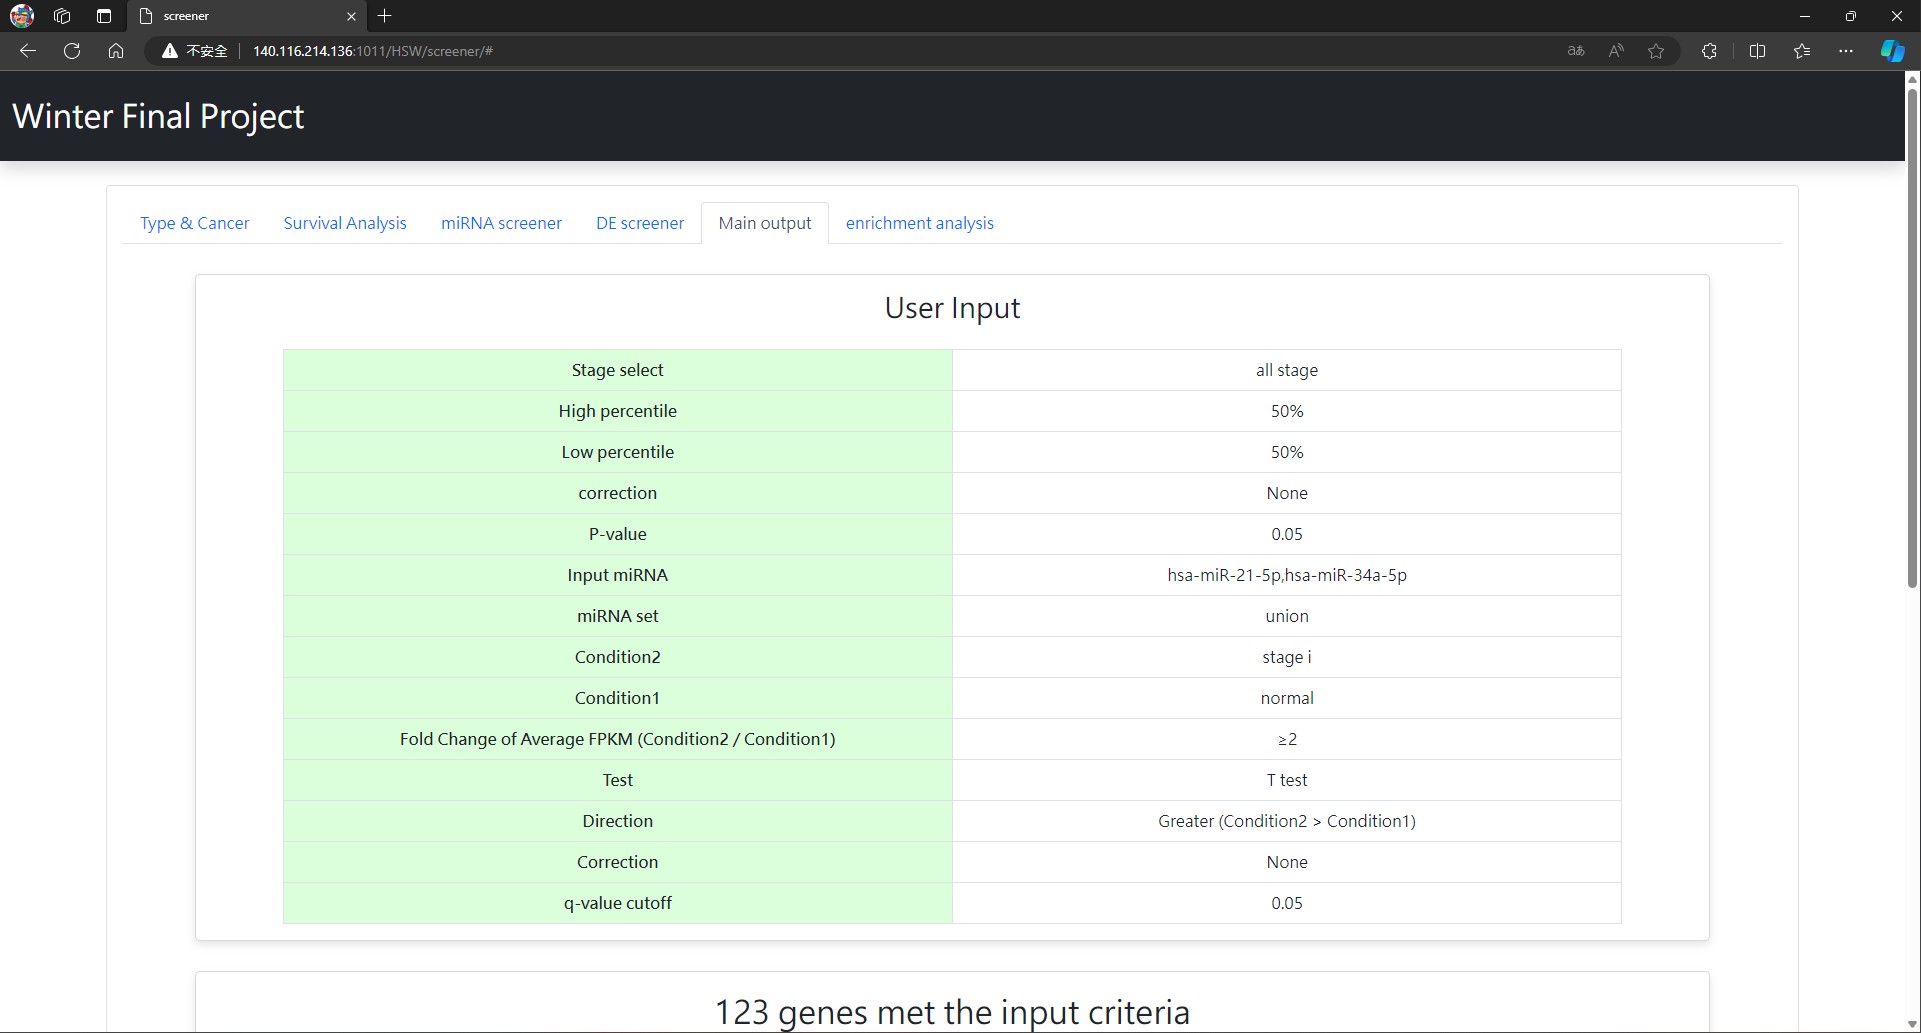 screener
不安全 140.116.214.136:1011/HSW/screener/#
Winter Final Project
Type & Cancer Survival Analysis miRNA screener DE screener Main output enrichment analysis
User Input
Stage select all stage
High percentile 50%
Low percentile 50%
correction None
P-value 0.05
Input miRNA hsa-miR-21-5p,hsa-miR-34a-5p
miRNA set union
Condition2 stage i
Condition1 normal
Fold Change of Average FPKM (Condition2 / Condition1) ≥2
Test T test
Direction Greater (Condition2 > Condition1)
Correction None
q-value cutoff 0.05
123 genes met the input criteria